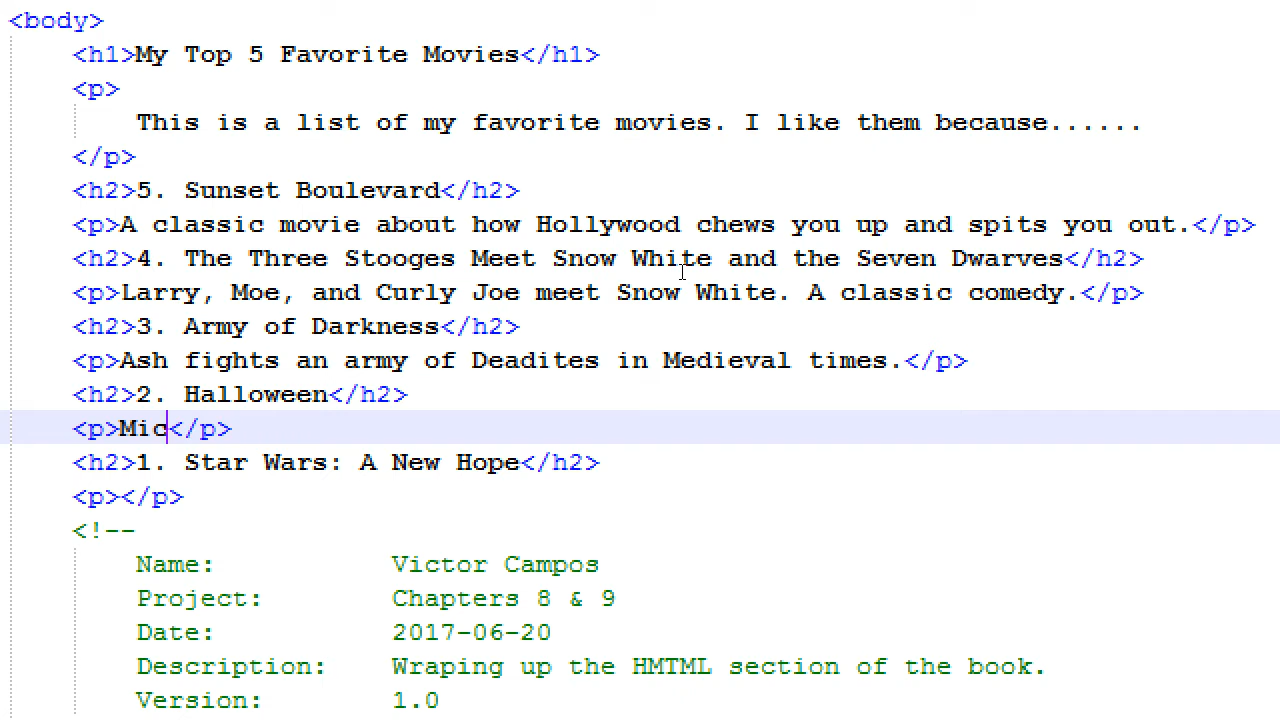 <body>
<h1>My Top 5 Favorite Movies</h1>
<p>
This is a list of my favorite movies. I like them because......
</p>
<h2>5. Sunset Boulevard</h2>
<p>A classic movie about how Hollywood chews you up and spits you out.</p>
<h2>4. The Three Stooges Meet Snow White and the Seven Dwarves</h2>
<p>Larry, Moe, and Curly Joe meet Snow White. A classic comedy.</p>
<h2>3. Army of Darkness</h2>
<p>Ash fights an army of Deadites in Medieval times.</p>
<h2>2. Halloween</h2>
<p>Mic</p>
<h2>1. Star Wars: A New Hope</h2>
<p></p>
<!--
Name: Victor Campos
Project: Chapters 8 & 9
Date: 2017-06-20
Description: Wraping up the HMTML section of the book.
Version: 1.0